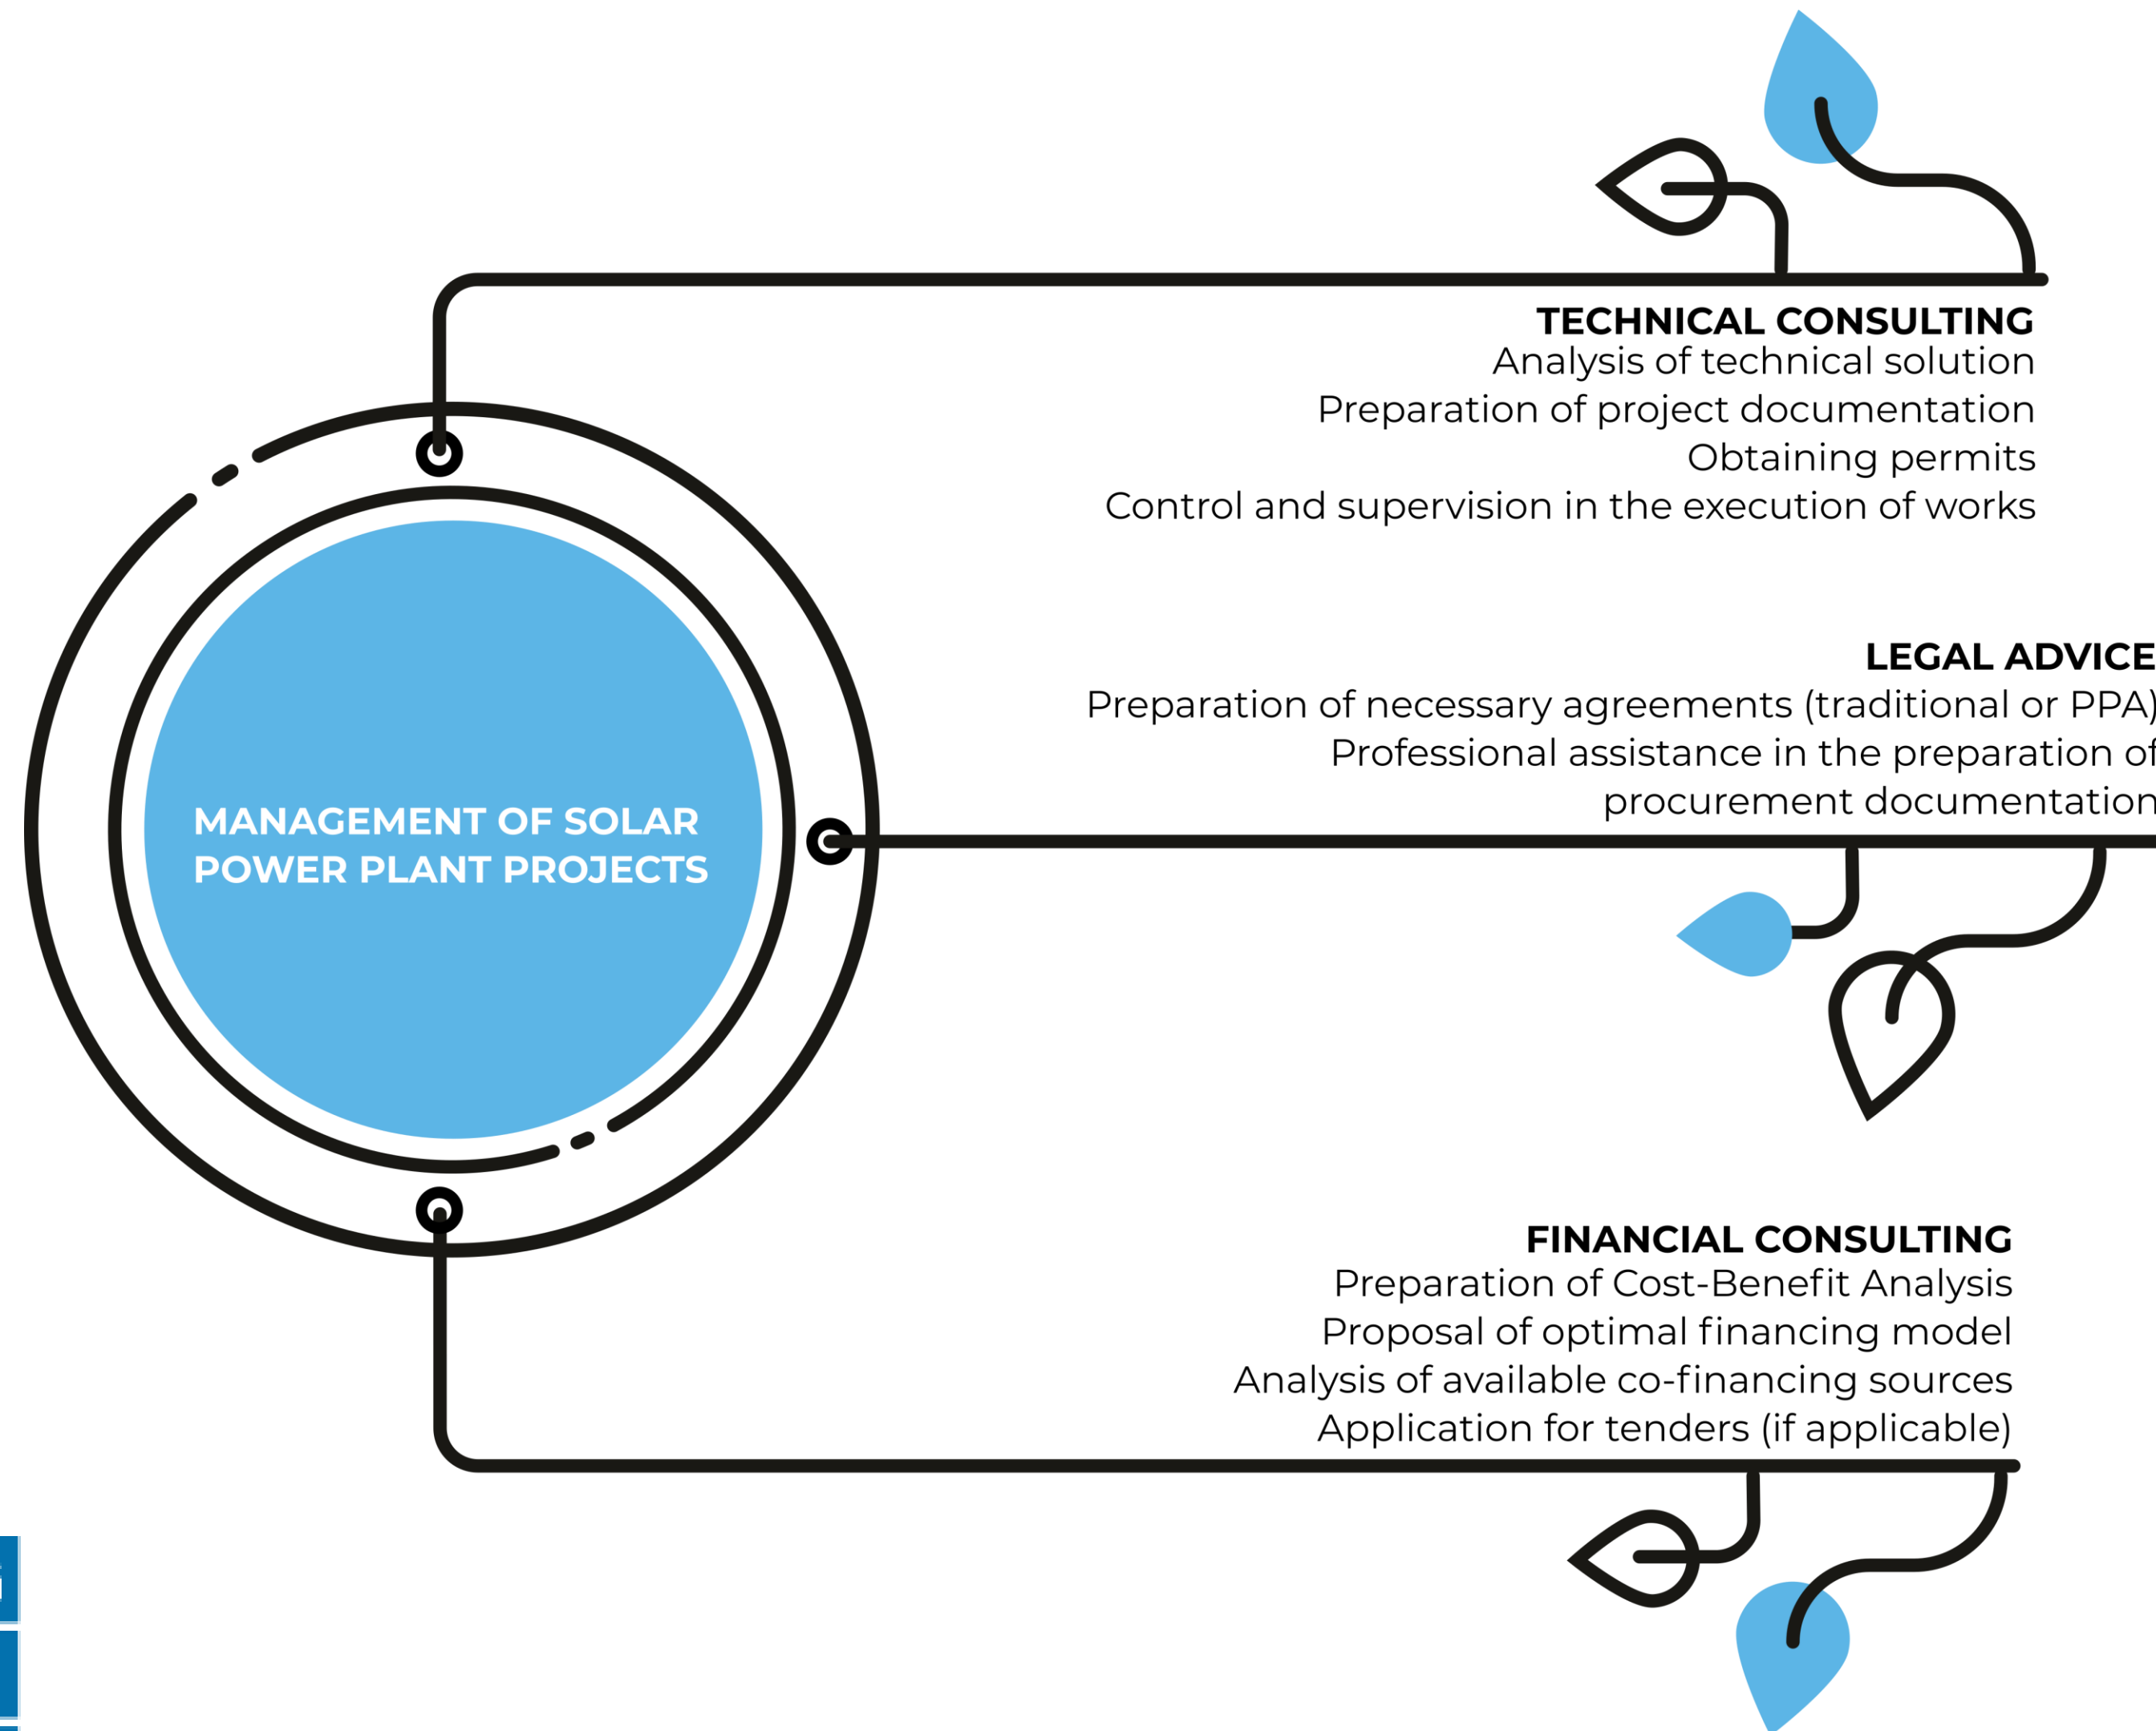 MANAGEMENT OF SOLAR
POWER PLANT PROJECTS
TECHNICAL CONSULTING
Analysis of technical solution
Preparation of project documentation
Obtaining permits
Control and supervision in the execution of works
LEGAL ADVICE
Preparation of necessary agreements (traditional or PPA)
Professional assistance in the preparation of
procurement documentation
FINANCIAL CONSULTING
Preparation of Cost-Benefit Analysis
Proposal of optimal financing model
Analysis of available co-financing sources
Application for tenders (if applicable)